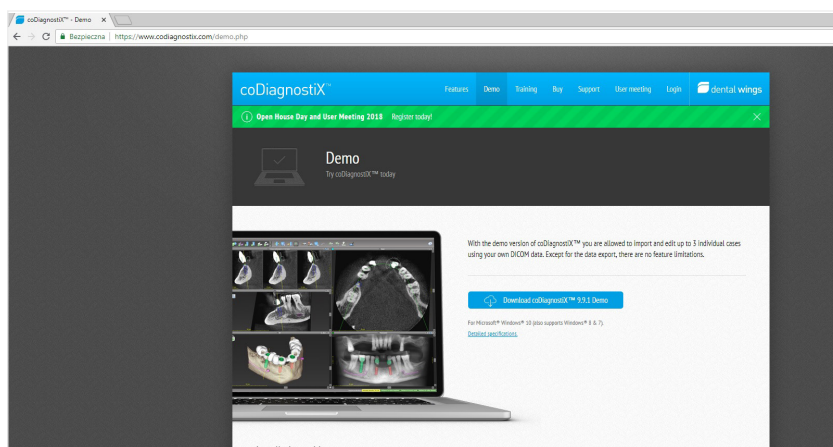 coDiagnostiX™ - Demo
Bezpieczna
https://www.codiagnostix.com/demo.php
coDiagnostiX™
Features Demo Training Buy Support User meeting Login dental wings
Open House Day and User Meeting 2018 Register today!
Demo
Try coDiagnostiX™ today
With the demo version of coDiagnostiX™ you are allowed to import and edit up to 3 individual cases
using your own DICOM data. Except for the data export, there are no feature limitations.
Download coDiagnostiX™ 9.9.1 Demo
For Microsoft® Windows® 10 (also supports Windows® 8 & 7).
Detailed specifications.